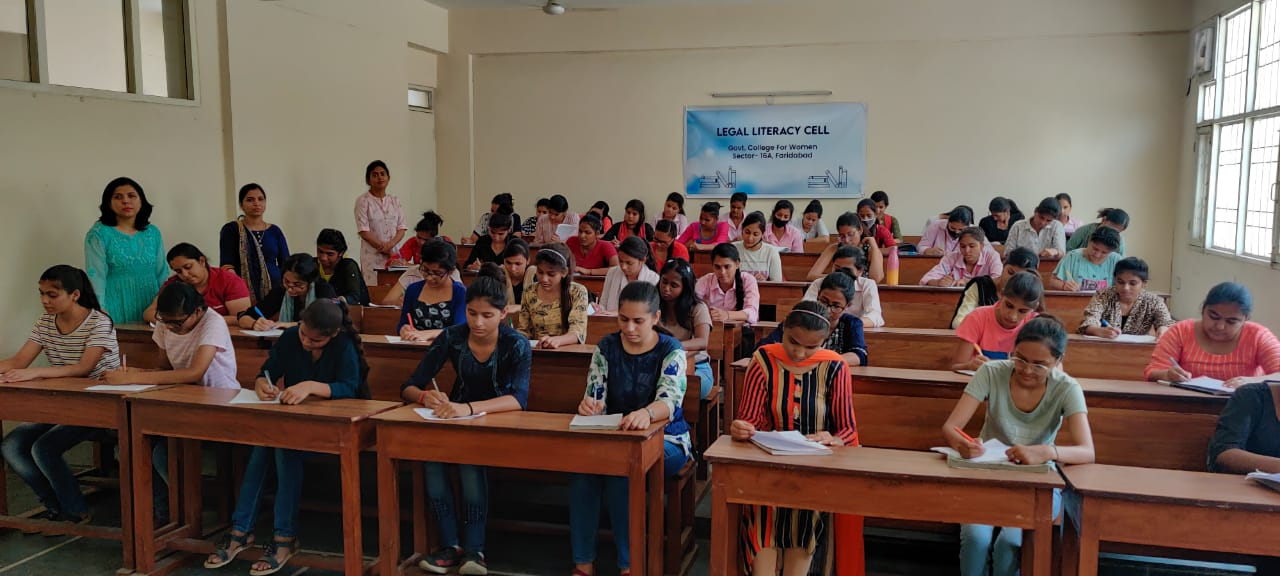 LEGAL LITERACY CELL
Govt. College For Women
Sector- 16A, Faridabad